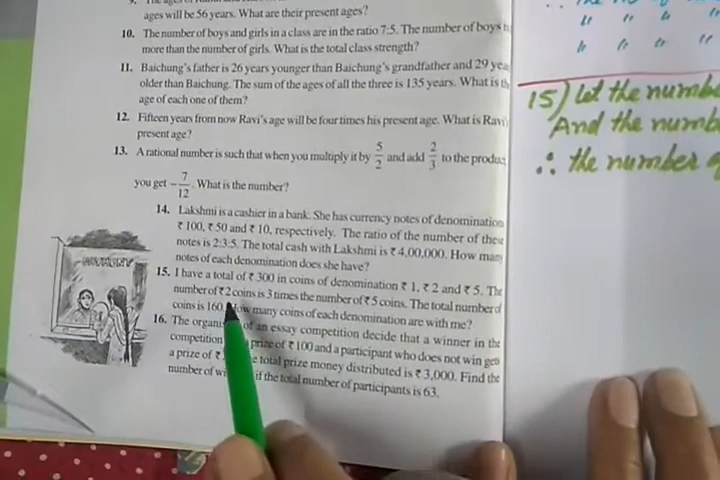 ages will be 56 years. What are their present ages?
10. The number of boys and girls in a class are in the ratio 7:5. The number of boys
more than the number of girls. What is the total class strength?
11. Baichung's father is 26 years younger than Baichung's grandfather and 29
older than Baichung. The sum of the ages of all the three is 135 years. What is
age of each one of them?
12. Fifteen years from now Ravi's age will be four times his present age. What is
present age?
13. A rational number is such that when you multiply it by 5/2 and add 2/3 to the
you get -7/12. What is the number?
14. Lakshmi is a cashier in a bank. She has currency notes of denomination
₹ 100, ₹ 50 and ₹ 10, respectively. The ratio of the number of
notes is 2:3:5. The total cash with Lakshmi is ₹ 4,00,000. How
notes of each denomination does she have?
15. I have a total of ₹ 300 in coins of denomination ₹ 1, ₹ 2 and ₹ 5. The
number of ₹ 2 coins is 3 times the number of ₹ 5 coins. The total number
coins is 160. How many coins of each denomination are with me?
16. The of an essay competition decide that a winner in the
competition prize of ₹ 100 and a participant who does not win
a prize of ₹ total prize money distributed is ₹ 3,000. Find the
number of if the total number of participants is 63.
15) Let the
And the
∴ the number